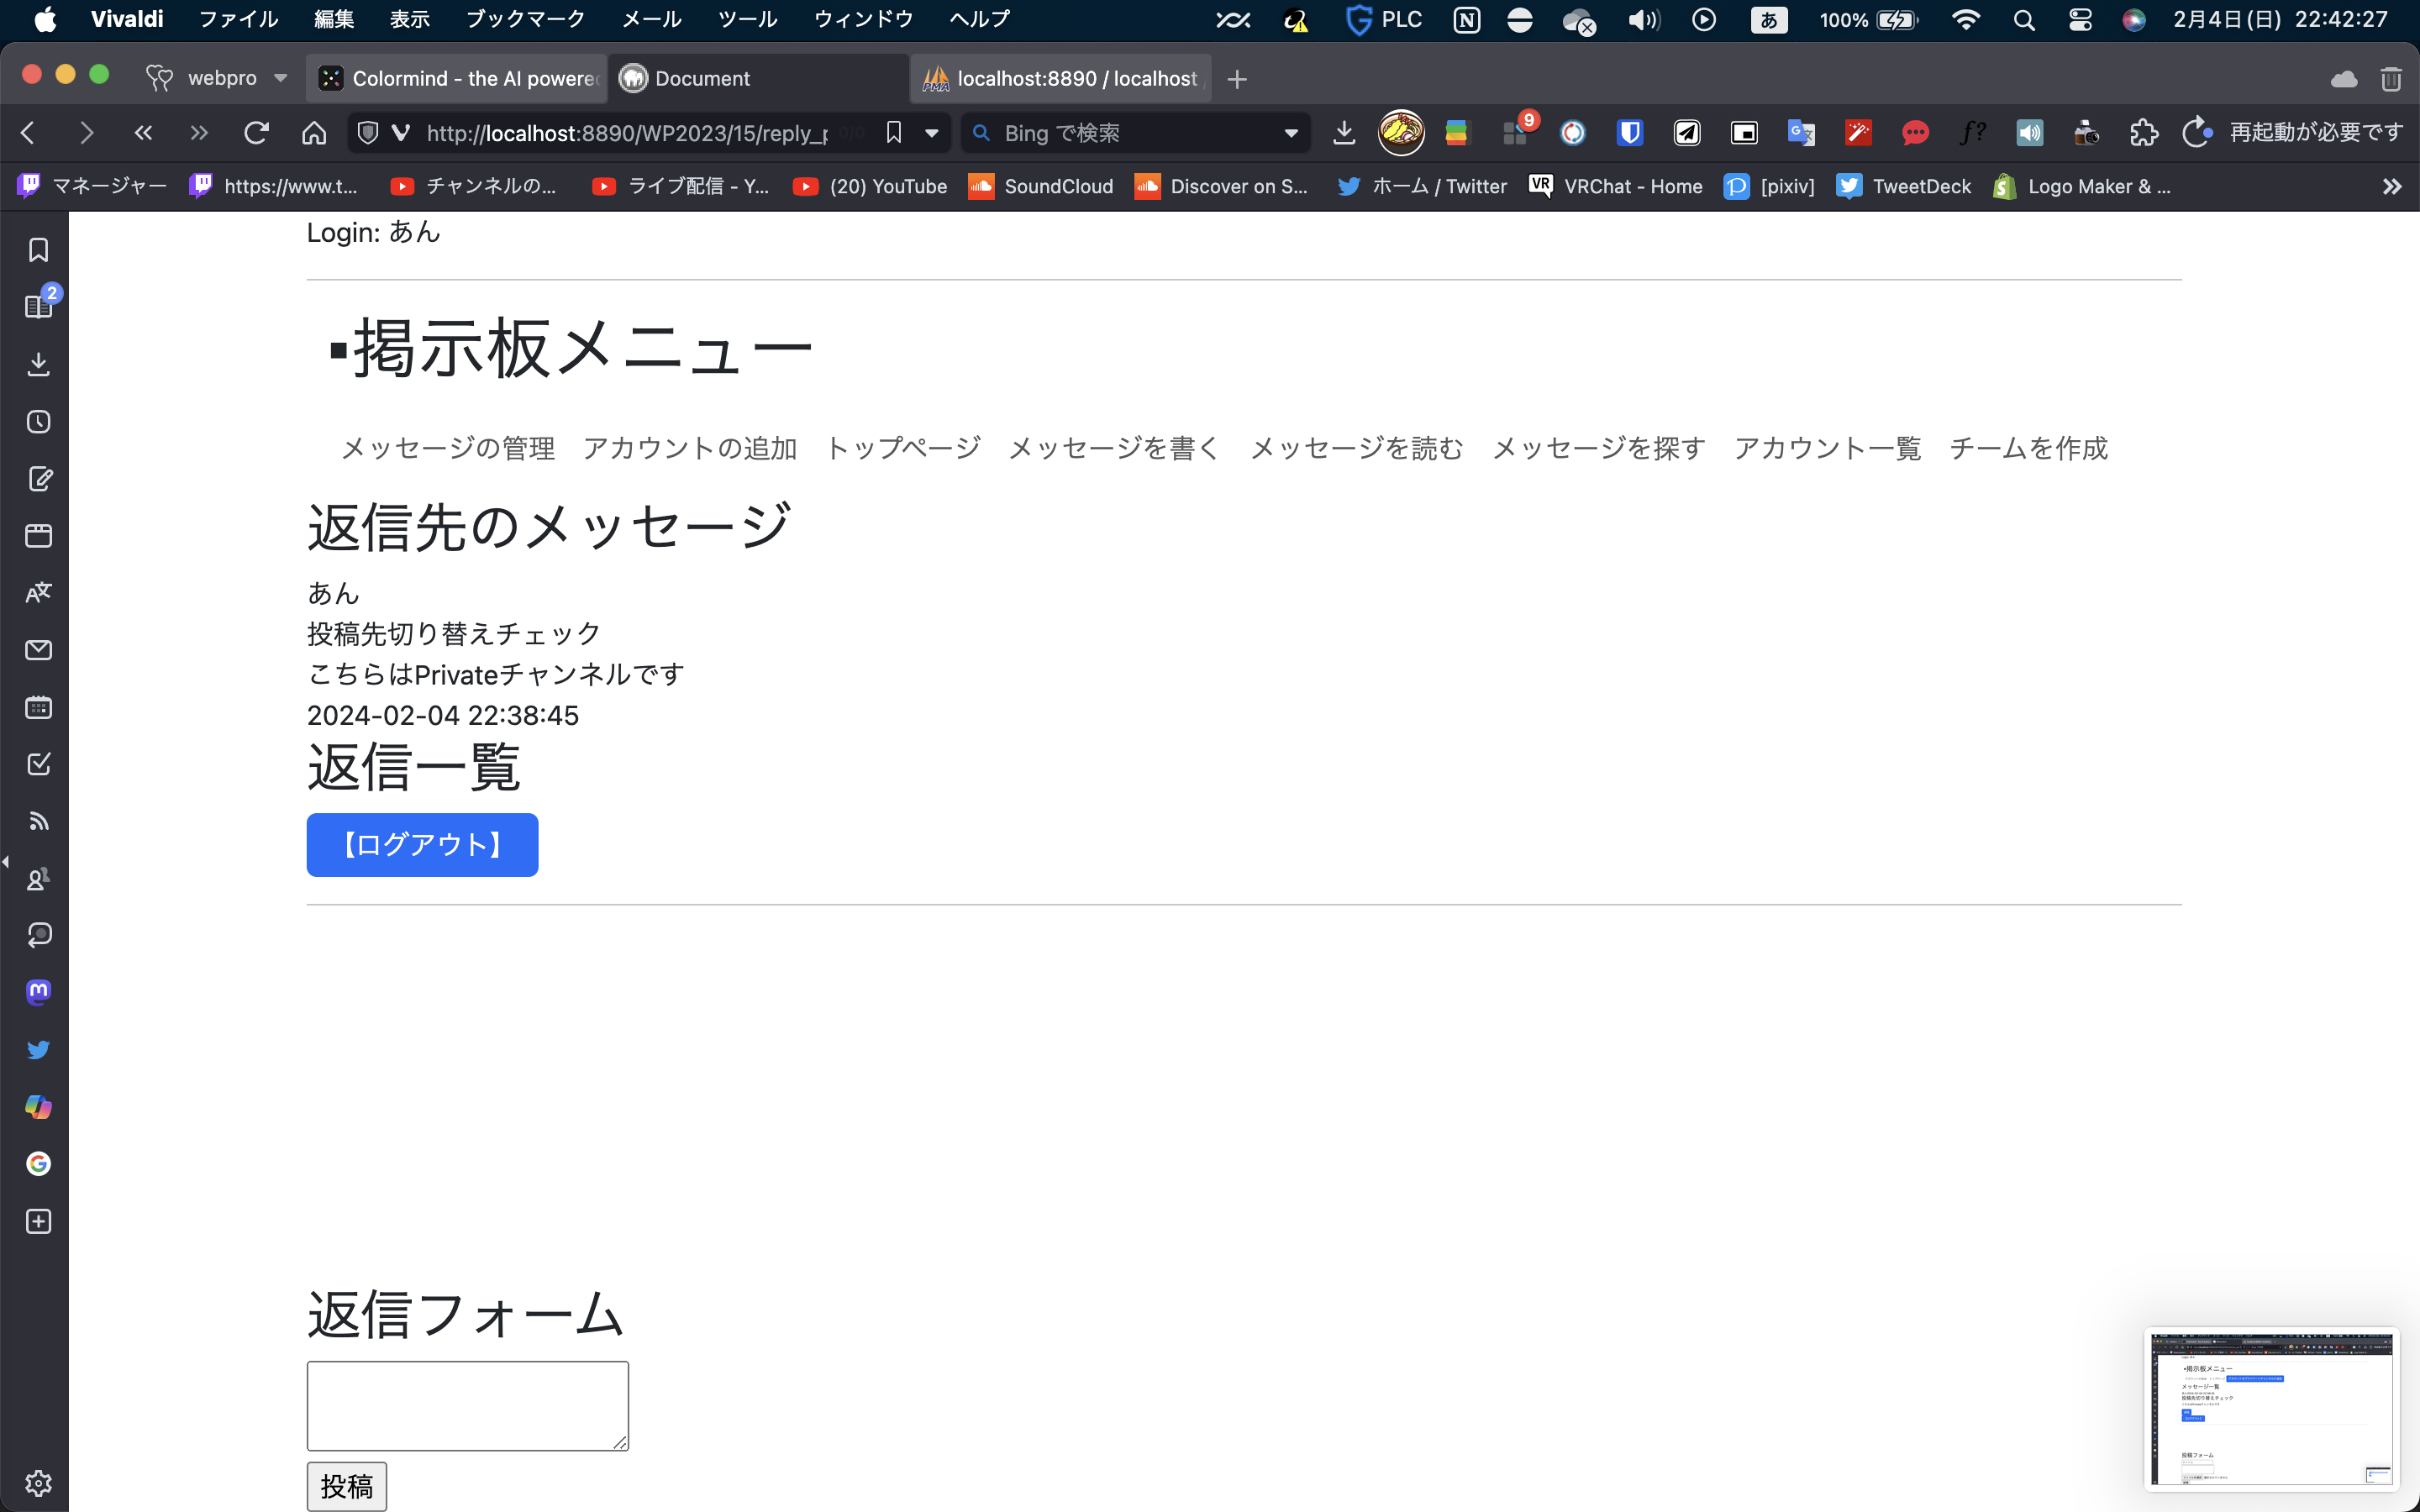 Vivaldi ファイル 編集 表示 ブックマーク メール ツール ウィンドウ ヘルプ PLC あ 100% 2月4日(日) 22:42:27
webpro Colormind - the AI powered Document localhost:8890 / localhost
http://localhost:8890/WP2023/15/reply_p 0/0 Bing で検索 9 再起動が必要です
マネージャー https://www.t... チャンネルの... ライブ配信 - Y... (20) YouTube SoundCloud Discover on S... ホーム / Twitter VRChat - Home [pixiv] TweetDeck Logo Maker & ...
2
Login: あん
▪掲示板メニュー
メッセージの管理 アカウントの追加 トップページ メッセージを書く メッセージを読む メッセージを探す アカウント一覧 チームを作成
返信先のメッセージ
あん
投稿先切り替えチェック
こちらはPrivateチャンネルです
2024-02-04 22:38:45
返信一覧
【ログアウト】
返信フォーム
投稿